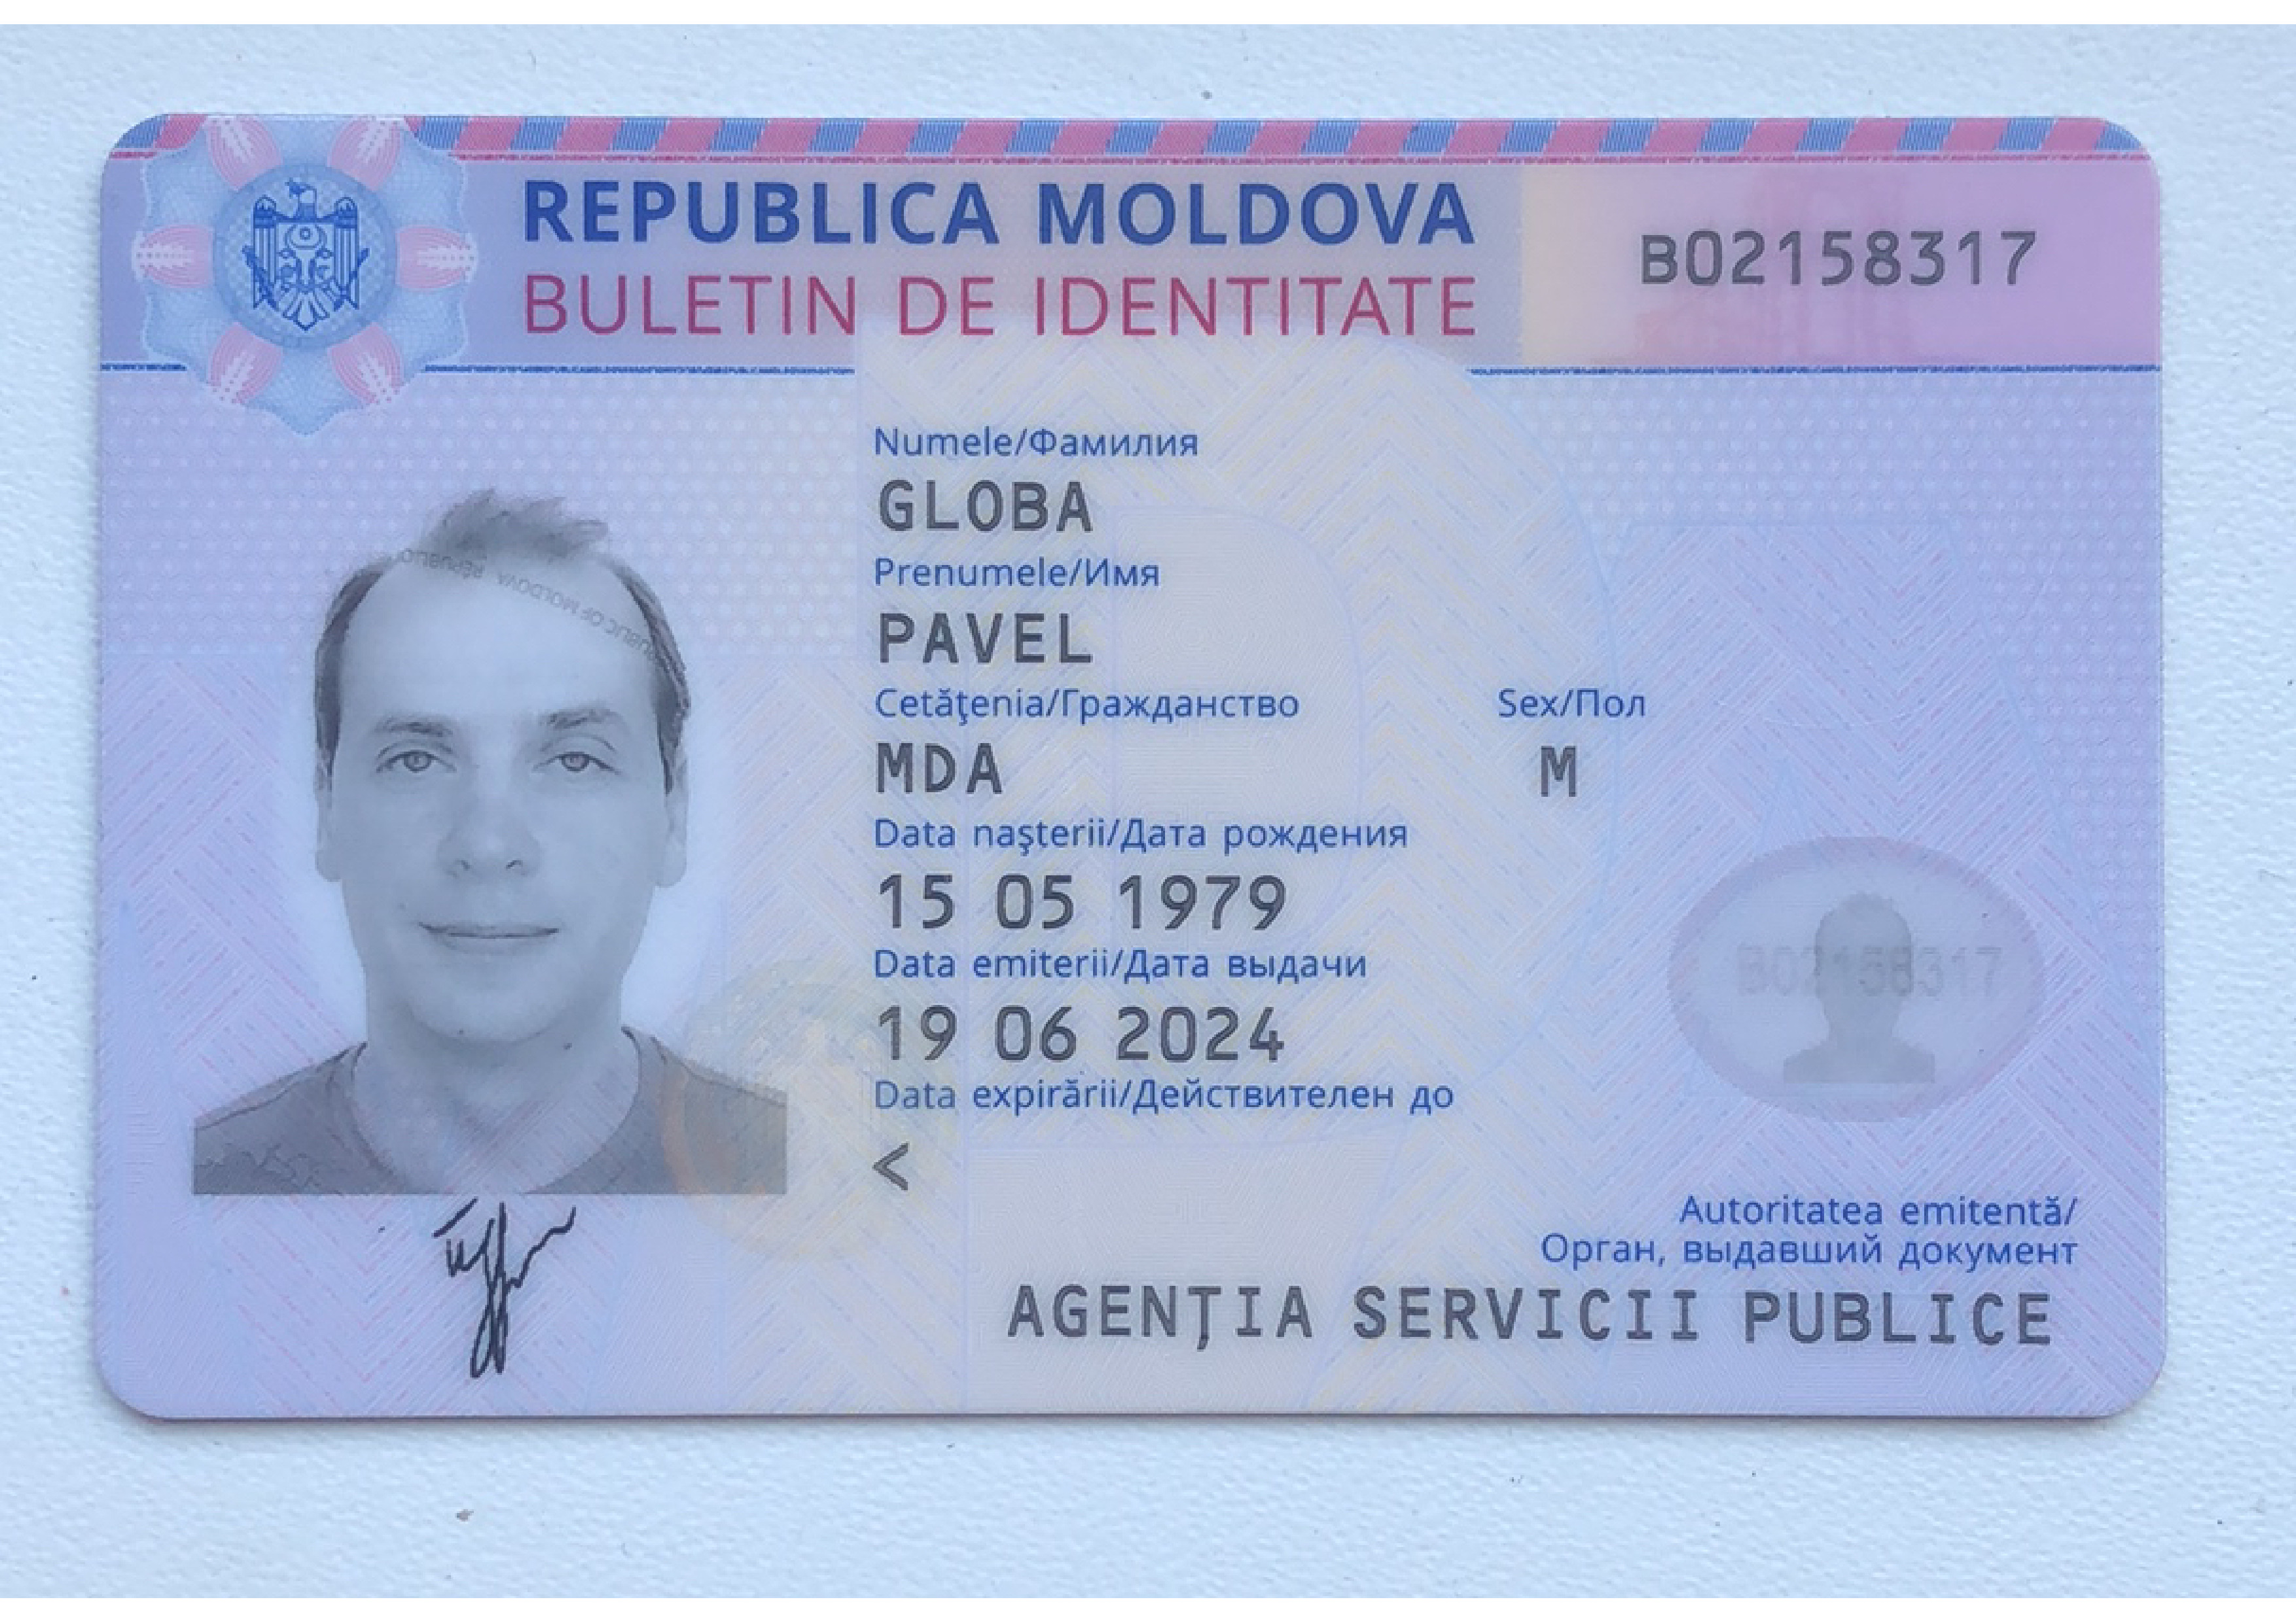 REPUBLICA MOLDOVA
BULETIN DE IDENTITATE
B02158317
Numele/Фамилия
GLOBA
Prenumele/Имя
PAVEL
Cetăţenia/Гражданство
Sex/Пол
MDA
M
Data naşterii/Дата рождения
15 05 1979
Data emiterii/Дата выдачи
19 06 2024
Data expirării/Действителен до
<
B02158317
Autoritatea emitentă/
Орган, выдавший документ
AGENŢIA SERVICII PUBLICE